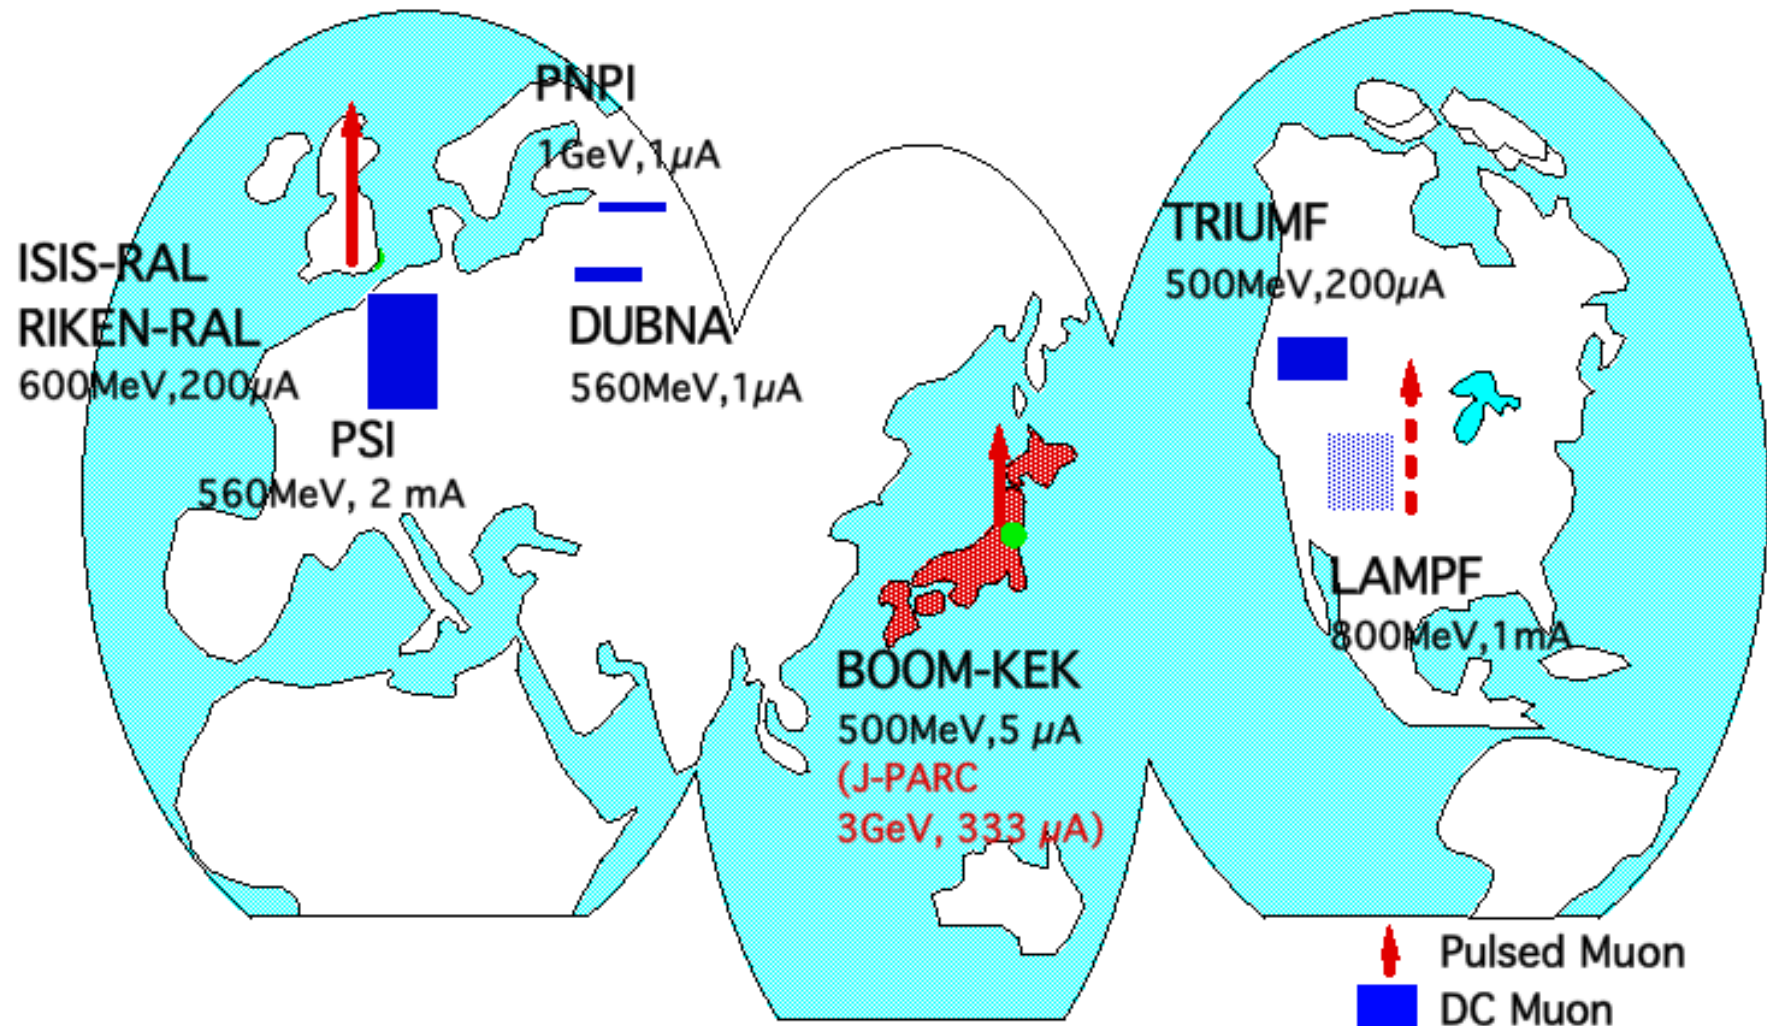 PNPI
1GeV,1µA
ISIS-RAL
RIKEN-RAL
600MeV,200µA
DUBNA
560MeV,1µA
PSI
560MeV, 2 mA
TRIUMF
500MeV,200µA
LAMPF
800MeV,1mA
BOOM-KEK
500MeV,5 µA
(J-PARC
3GeV, 333 µA)
Pulsed Muon
DC Muon